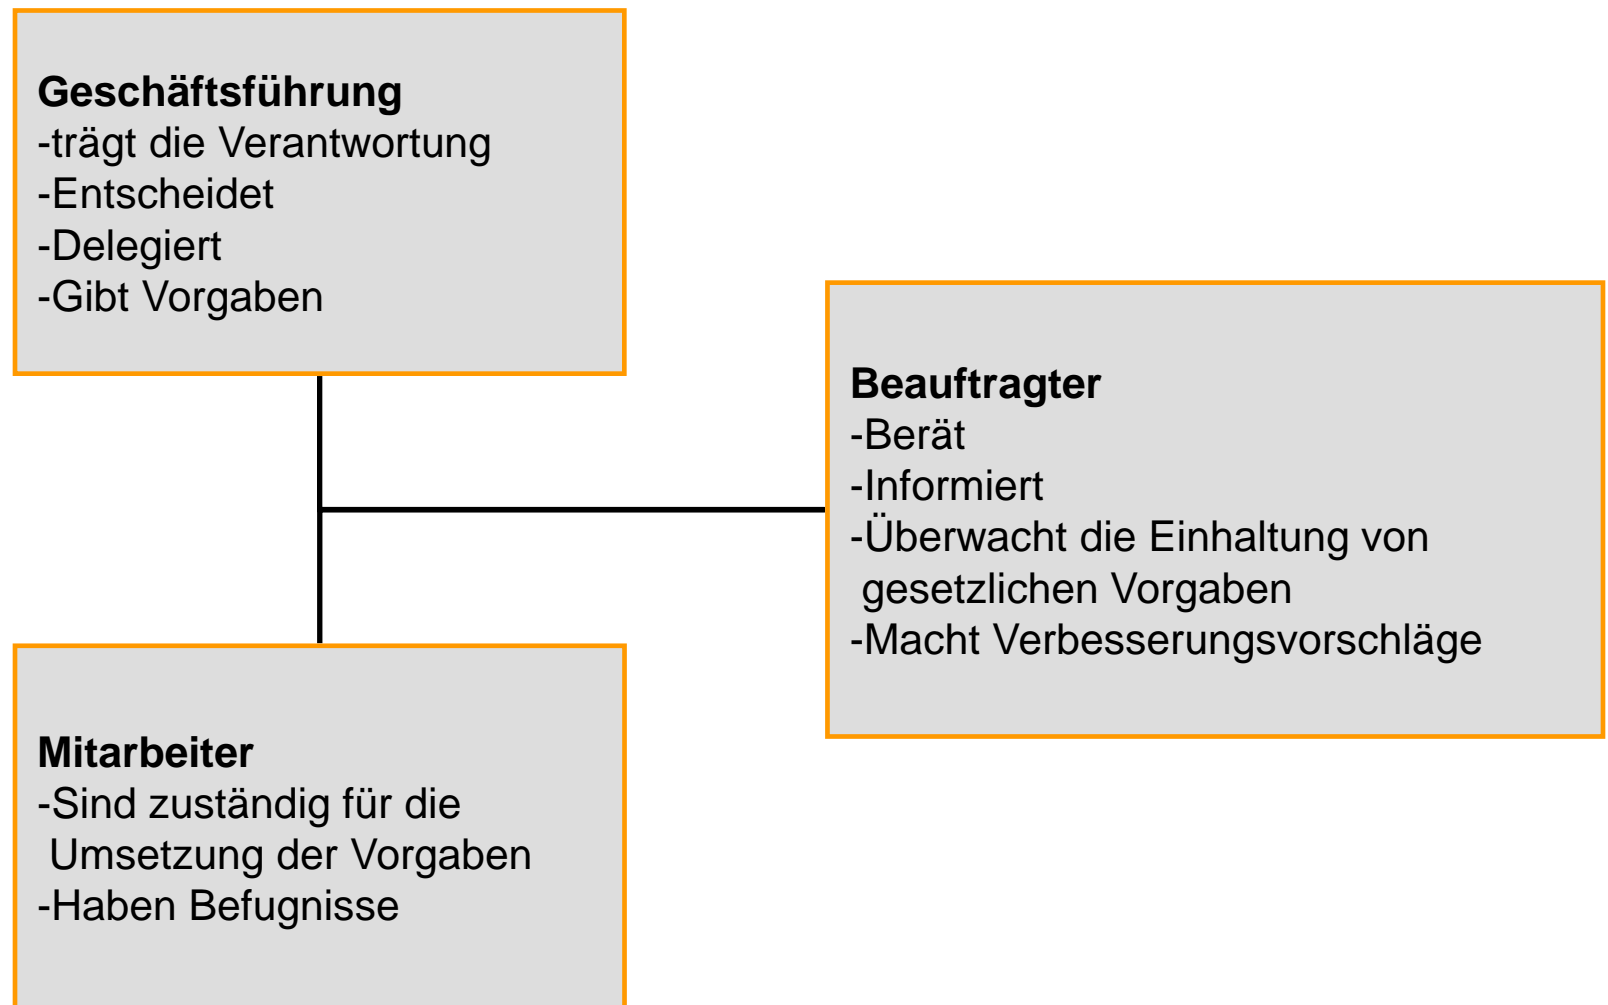 Geschäftsführung
-trägt die Verantwortung
-Entscheidet
-Delegiert
-Gibt Vorgaben
Beauftragter
-Berät
-Informiert
-Überwacht die Einhaltung von
gesetzlichen Vorgaben
-Macht Verbesserungsvorschläge
Mitarbeiter
-Sind zuständig für die
Umsetzung der Vorgaben
-Haben Befugnisse